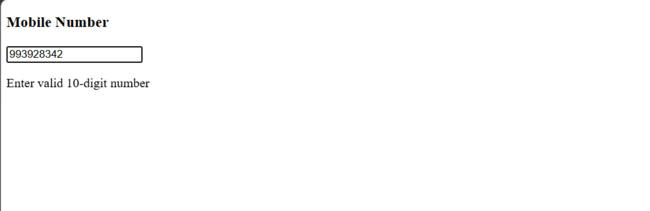 Mobile Number
993928342
Enter valid 10-digit number